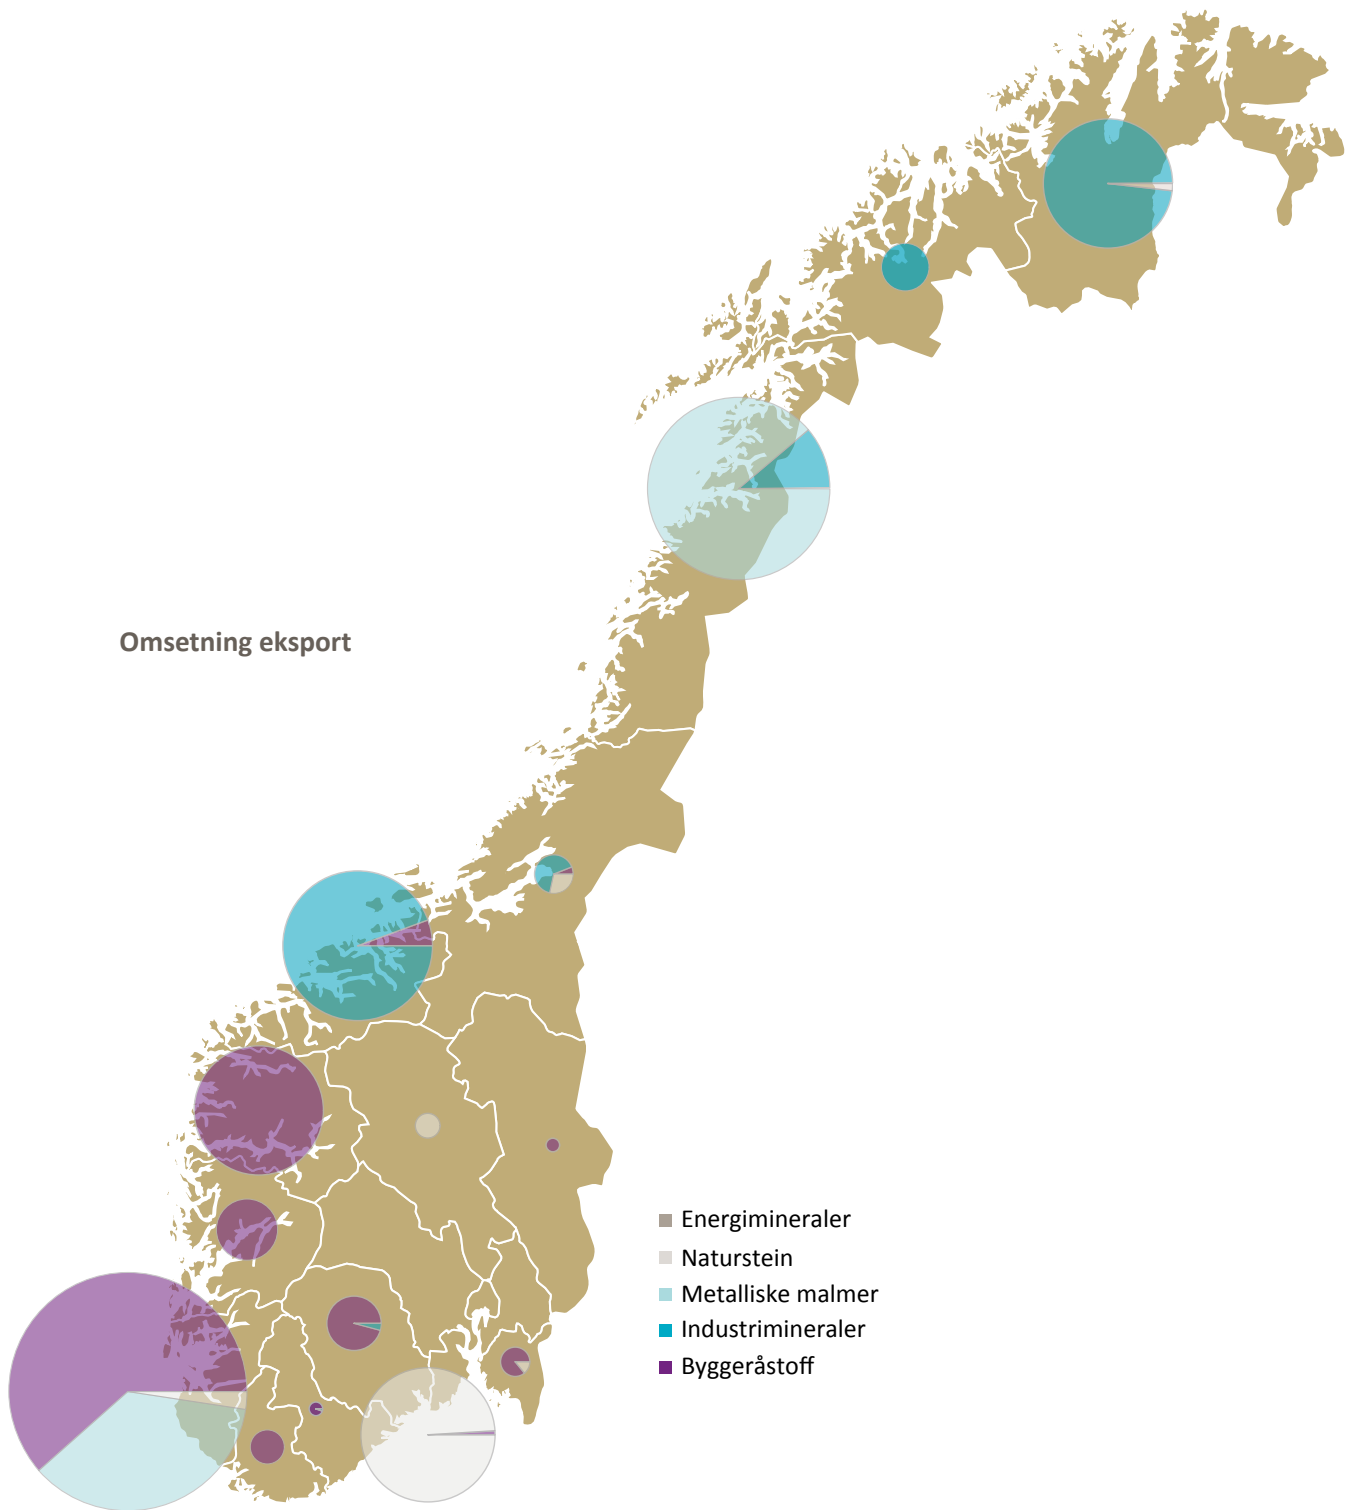 Omsetning eksport
Energimineraler
Naturstein
Metalliske malmer
Industrimineraler
Byggeråstoff